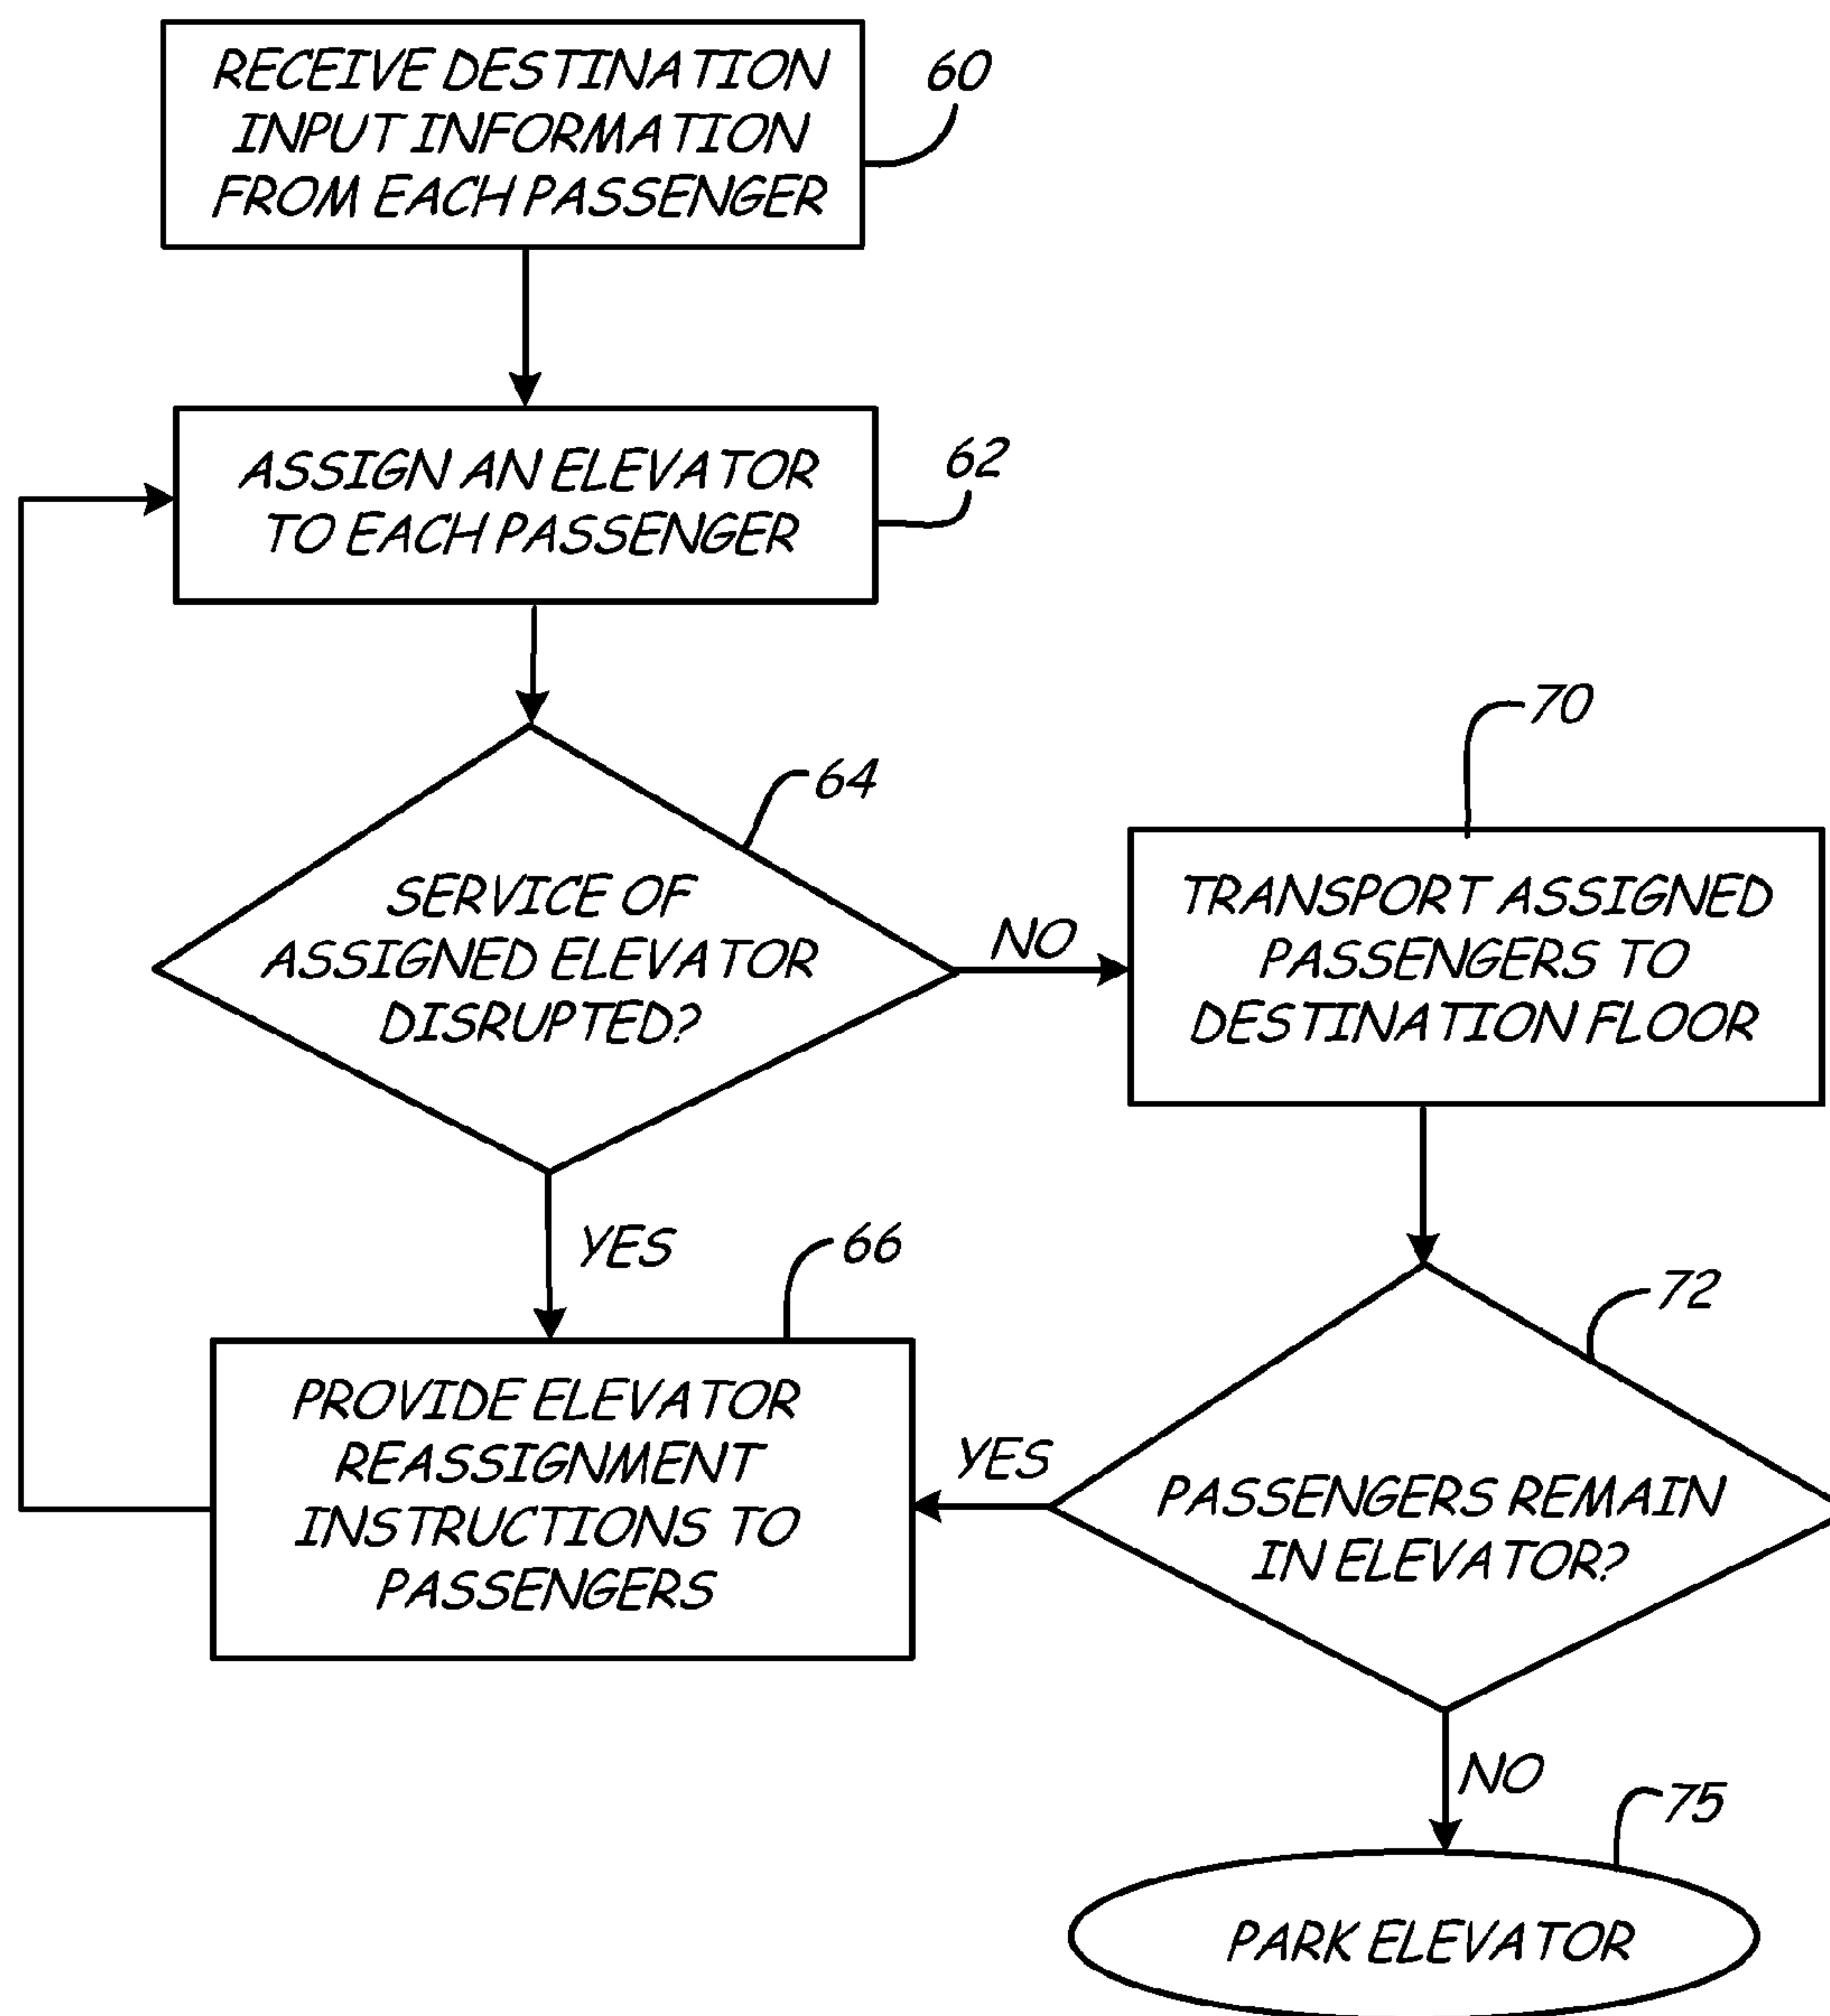 RECEIVE DESTINATION
INPUT INFORMATION
FROM EACH PASSENGER
60
ASSIGN AN ELEVATOR
TO EACH PASSENGER
62
SERVICE OF
ASSIGNED ELEVATOR
DISRUPTED?
64
NO
YES
TRANSPORT ASSIGNED
PASSENGERS TO
DESTINATION FLOOR
70
PROVIDE ELEVATOR
REASSIGNMENT
INSTRUCTIONS TO
PASSENGERS
66
YES
PASSENGERS REMAIN
IN ELEVATOR?
72
NO
PARK ELEVATOR
75